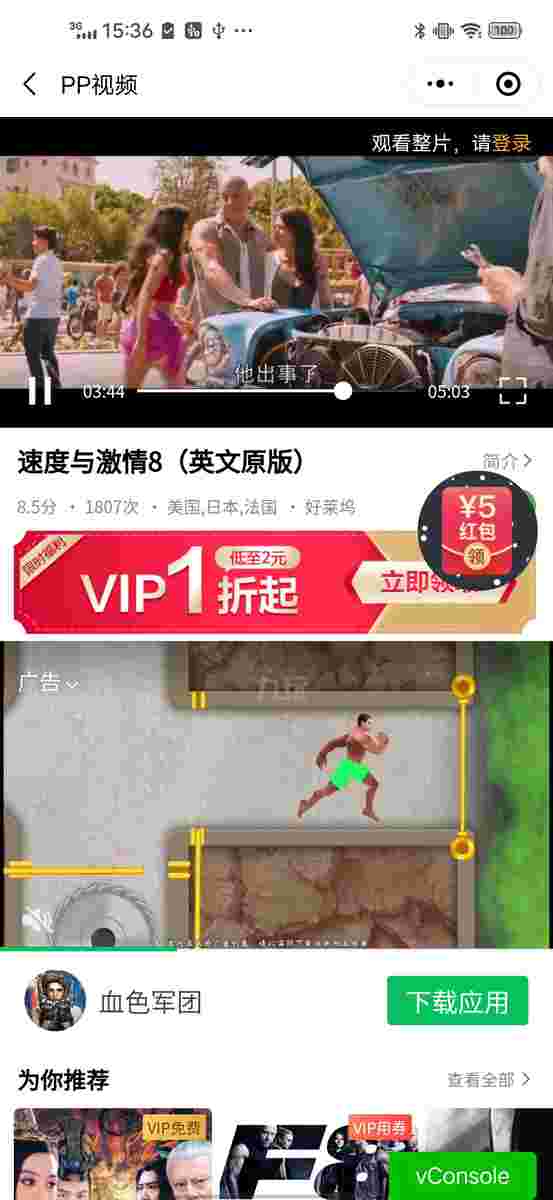 3G 15:36 100
PP视频
观看整片，请登录
他出事了
03:44 05:03
速度与激情8（英文原版）
简介
8.5分 · 1807次 · 美国,日本,法国 · 好莱坞
¥5
红包
领
限时福利
VIP1折起
低至2元
立即领
广告
血色军团
下载应用
为你推荐
查看全部
VIP免费
VIP用券
F8
vConsole